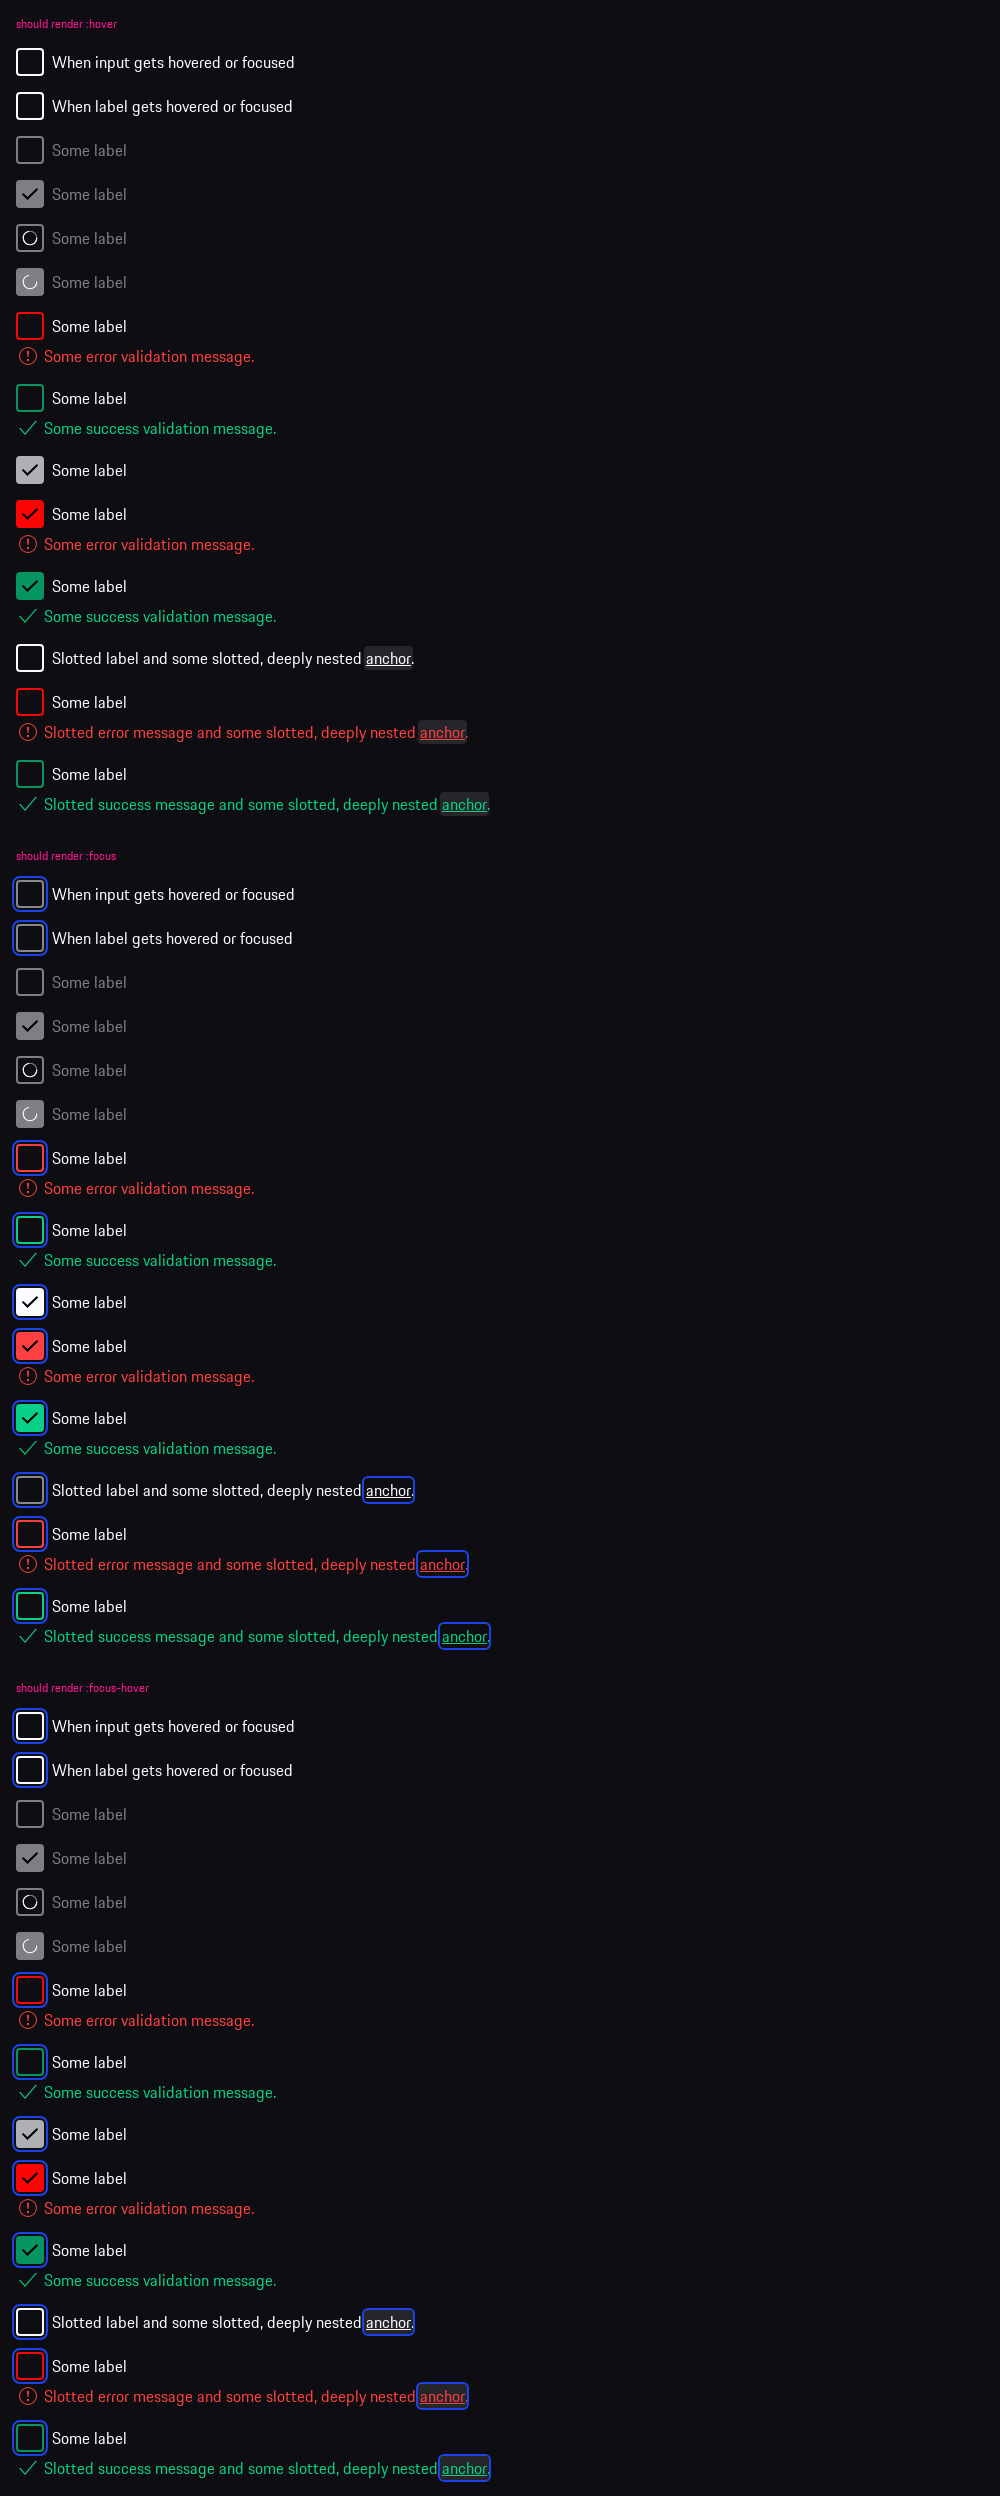 should render :hover
When input gets hovered or focused
When label gets hovered or focused
Some label
Some label
Some label
Some label
Some label
Some error validation message.
Some label
Some success validation message.
Some label
Some label
Some error validation message.
Some label
Some success validation message.
Slotted label and some slotted, deeply nested anchor.
Some label
Slotted error message and some slotted, deeply nested anchor.
Some label
Slotted success message and some slotted, deeply nested anchor.
should render :focus
When input gets hovered or focused
When label gets hovered or focused
Some label
Some label
Some label
Some label
Some label
Some error validation message.
Some label
Some success validation message.
Some label
Some label
Some error validation message.
Some label
Some success validation message.
Slotted label and some slotted, deeply nested anchor.
Some label
Slotted error message and some slotted, deeply nested anchor.
Some label
Slotted success message and some slotted, deeply nested anchor.
should render :focus-hover
When input gets hovered or focused
When label gets hovered or focused
Some label
Some label
Some label
Some label
Some label
Some error validation message.
Some label
Some success validation message.
Some label
Some label
Some error validation message.
Some label
Some success validation message.
Slotted label and some slotted, deeply nested anchor.
Some label
Slotted error message and some slotted, deeply nested anchor.
Some label
Slotted success message and some slotted, deeply nested anchor.